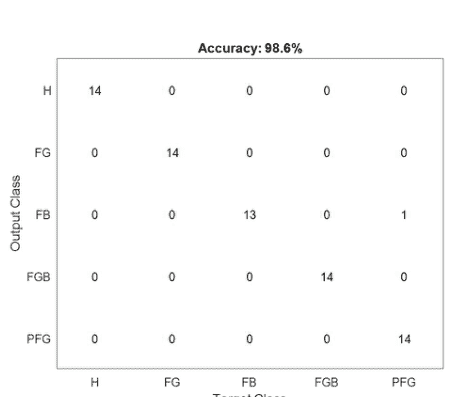 Accuracy: 98.6%
H 14 0 0 0 0
FG 0 14 0 0 0
FB 0 0 13 0 1
FGB 0 0 0 14 0
PFG 0 0 0 0 14
Output Class
H FG FB FGB PFG
Target Class